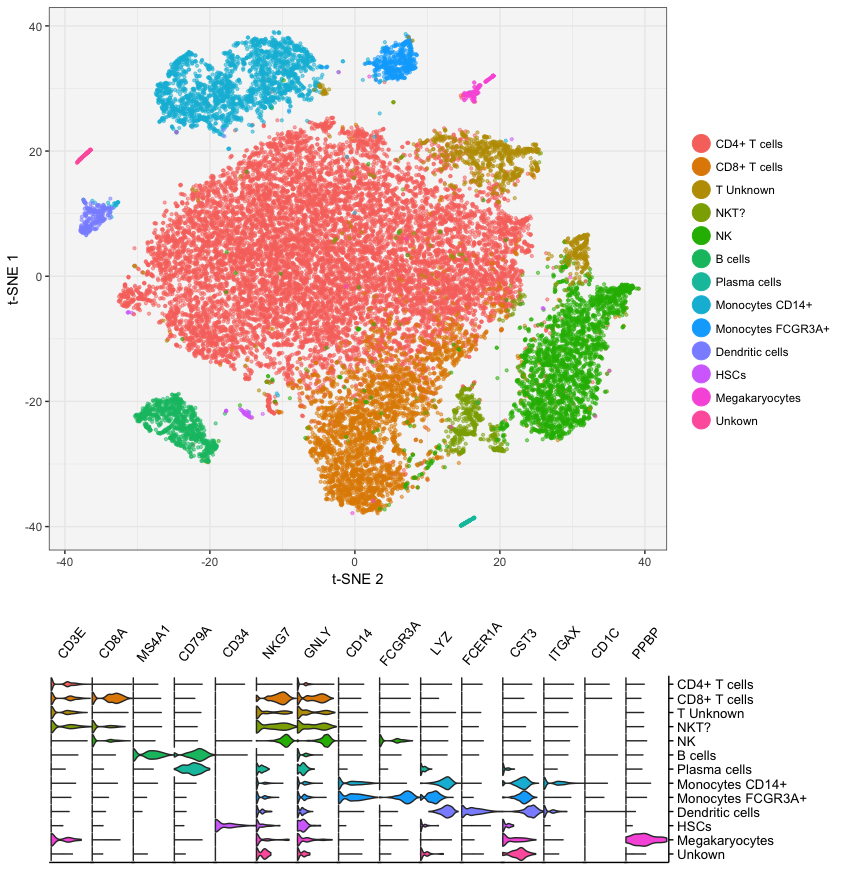 40
20
0
-20
-40
t-SNE 1
-40 -20 0 20 40
t-SNE 2
CD4+ T cells
CD8+ T cells
T Unknown
NKT?
NK
B cells
Plasma cells
Monocytes CD14+
Monocytes FCGR3A+
Dendritic cells
HSCs
Megakaryocytes
Unkown
CD3E CD8A MS4A1 CD79A CD34 NKG7 GNLY CD14 FCGR3A LYZ FCER1A CST3 ITGAX CD1C PPBP
CD4+ T cells
CD8+ T cells
T Unknown
NKT?
NK
B cells
Plasma cells
Monocytes CD14+
Monocytes FCGR3A+
Dendritic cells
HSCs
Megakaryocytes
Unkown